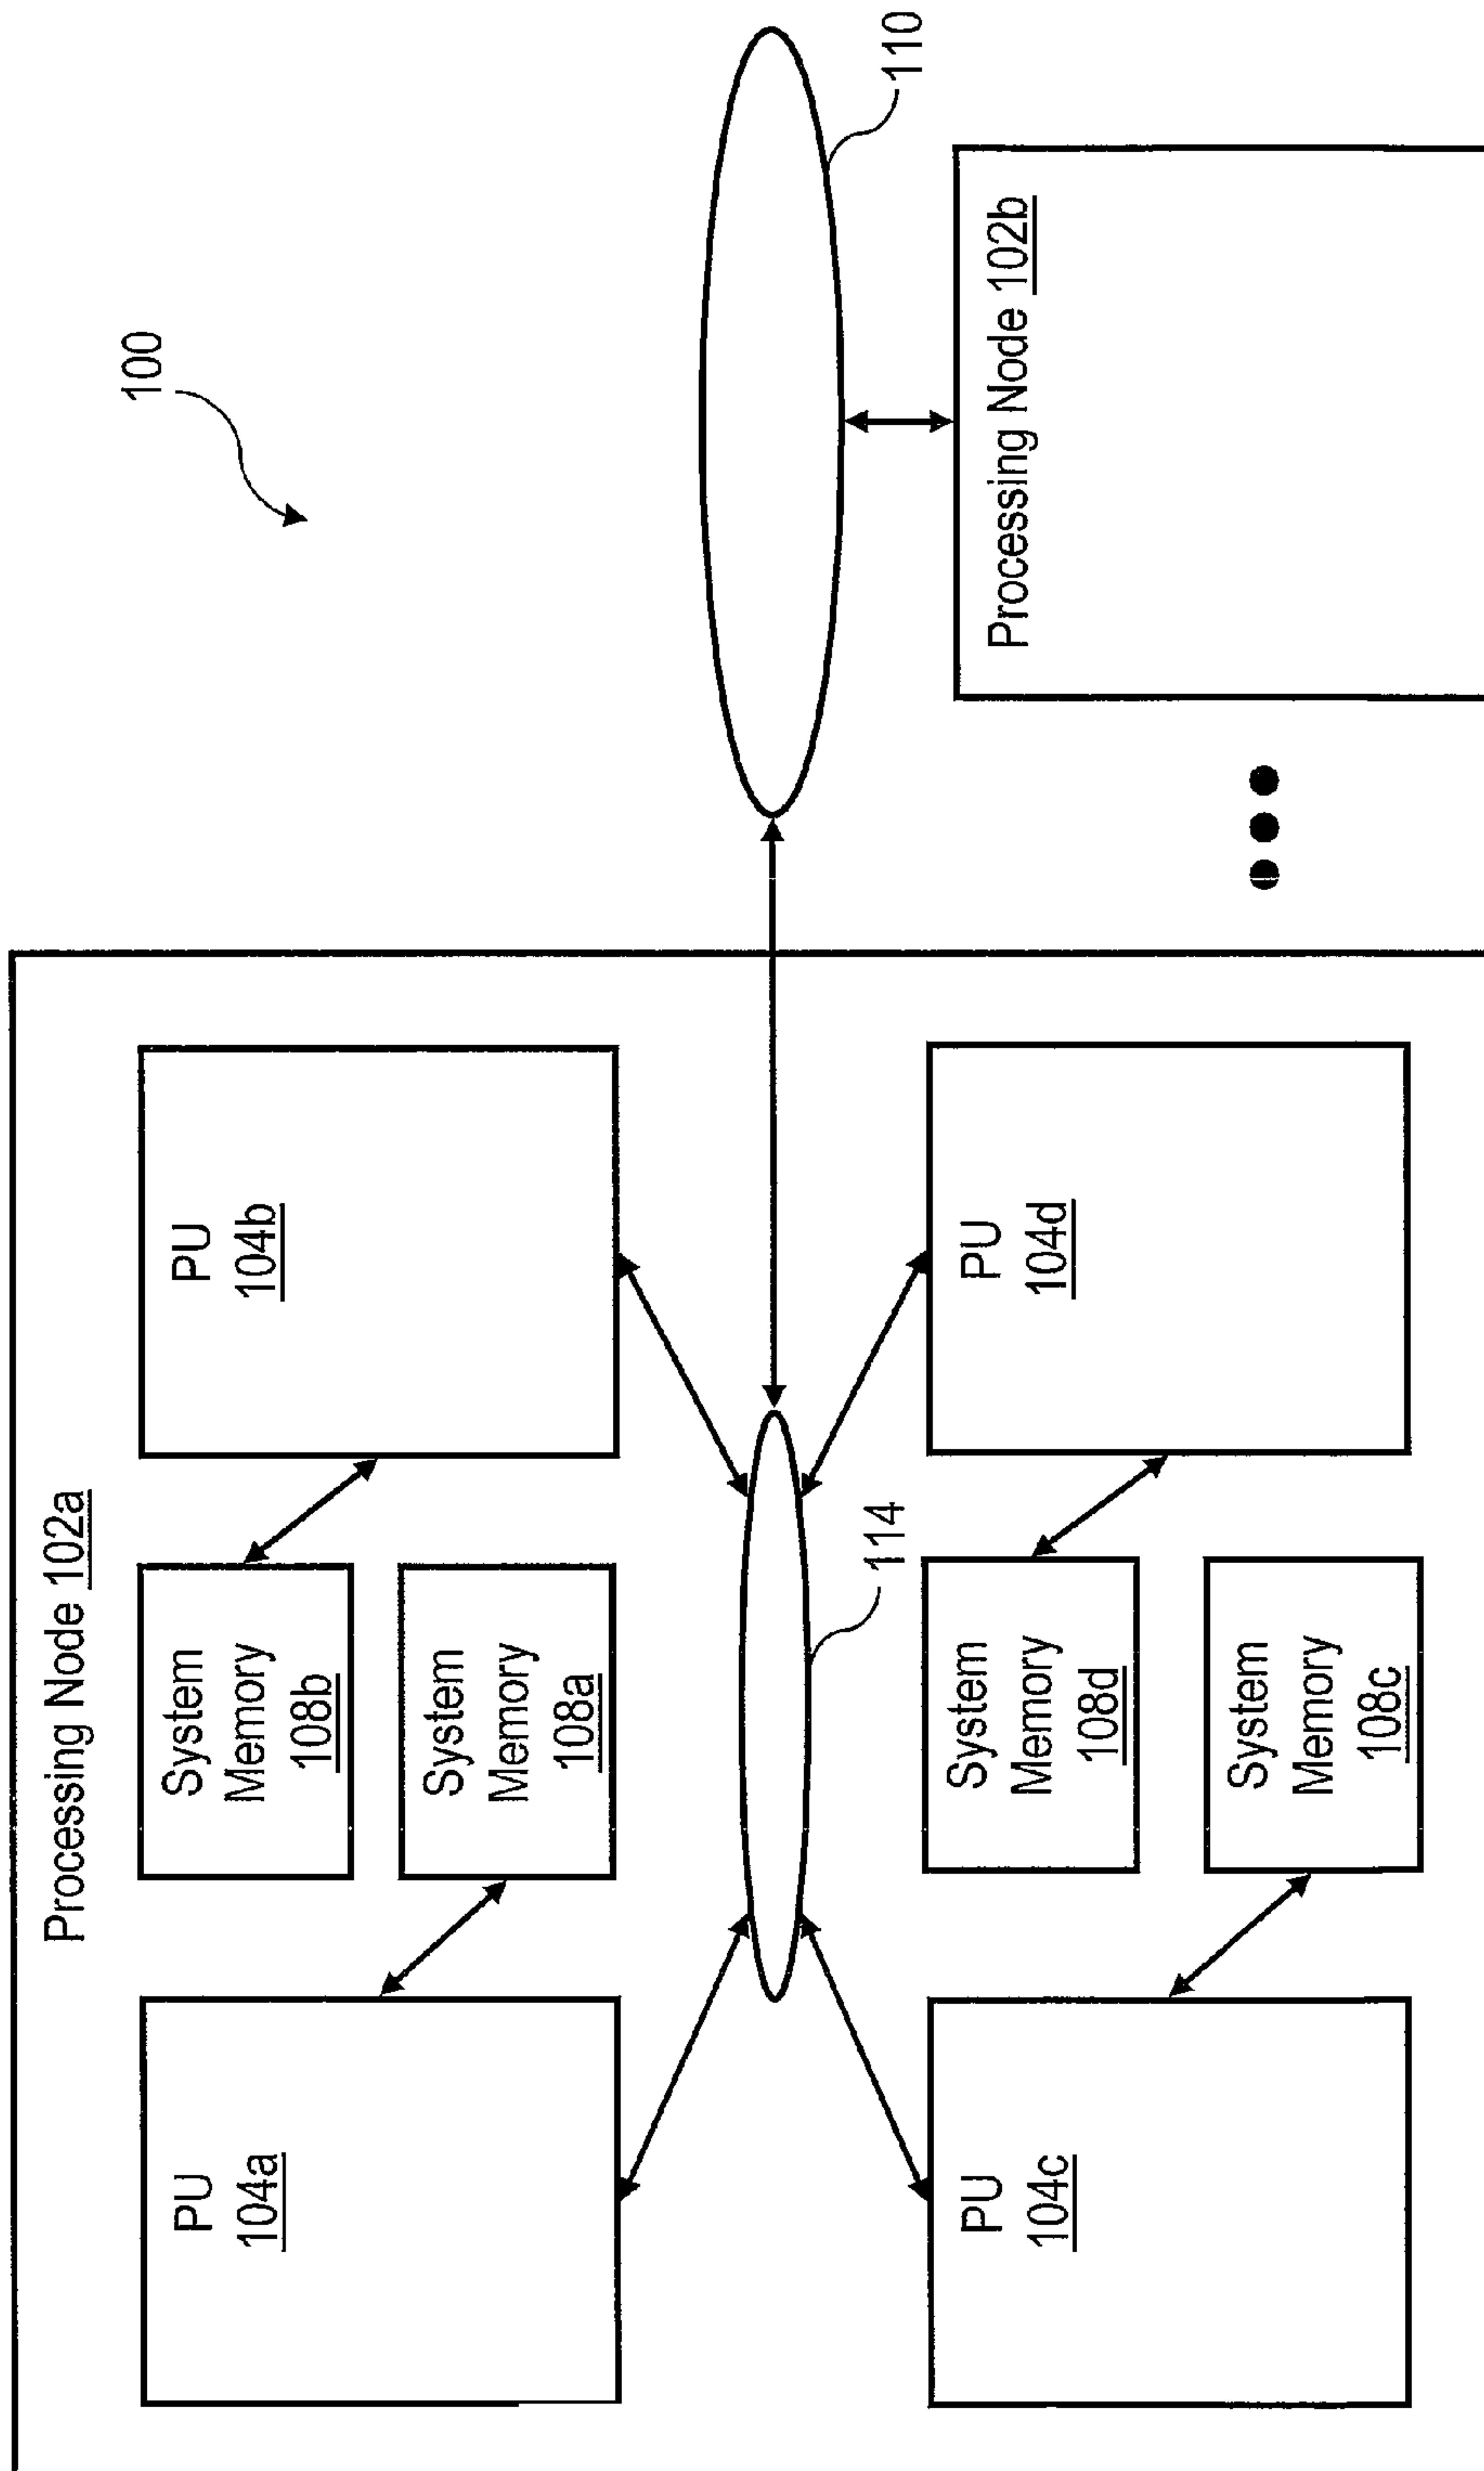 100
Processing Node 102a
PU
104a
System
Memory
108b
System
Memory
108a
PU
104b
110
114
Processing Node 102b
PU
104c
System
Memory
108d
System
Memory
108c
PU
104d